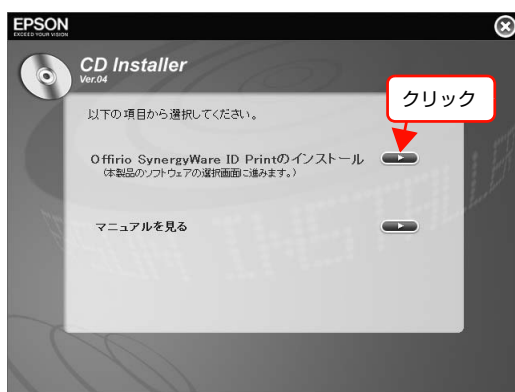 EPSON
EXCEED YOUR VISION
CD Installer
Ver.04
クリック
以下の項目から選択してください。
Offirio SynergyWare ID Printのインストール
(本製品のソフトウェアの選択画面に進みます。)
マニュアルを見る